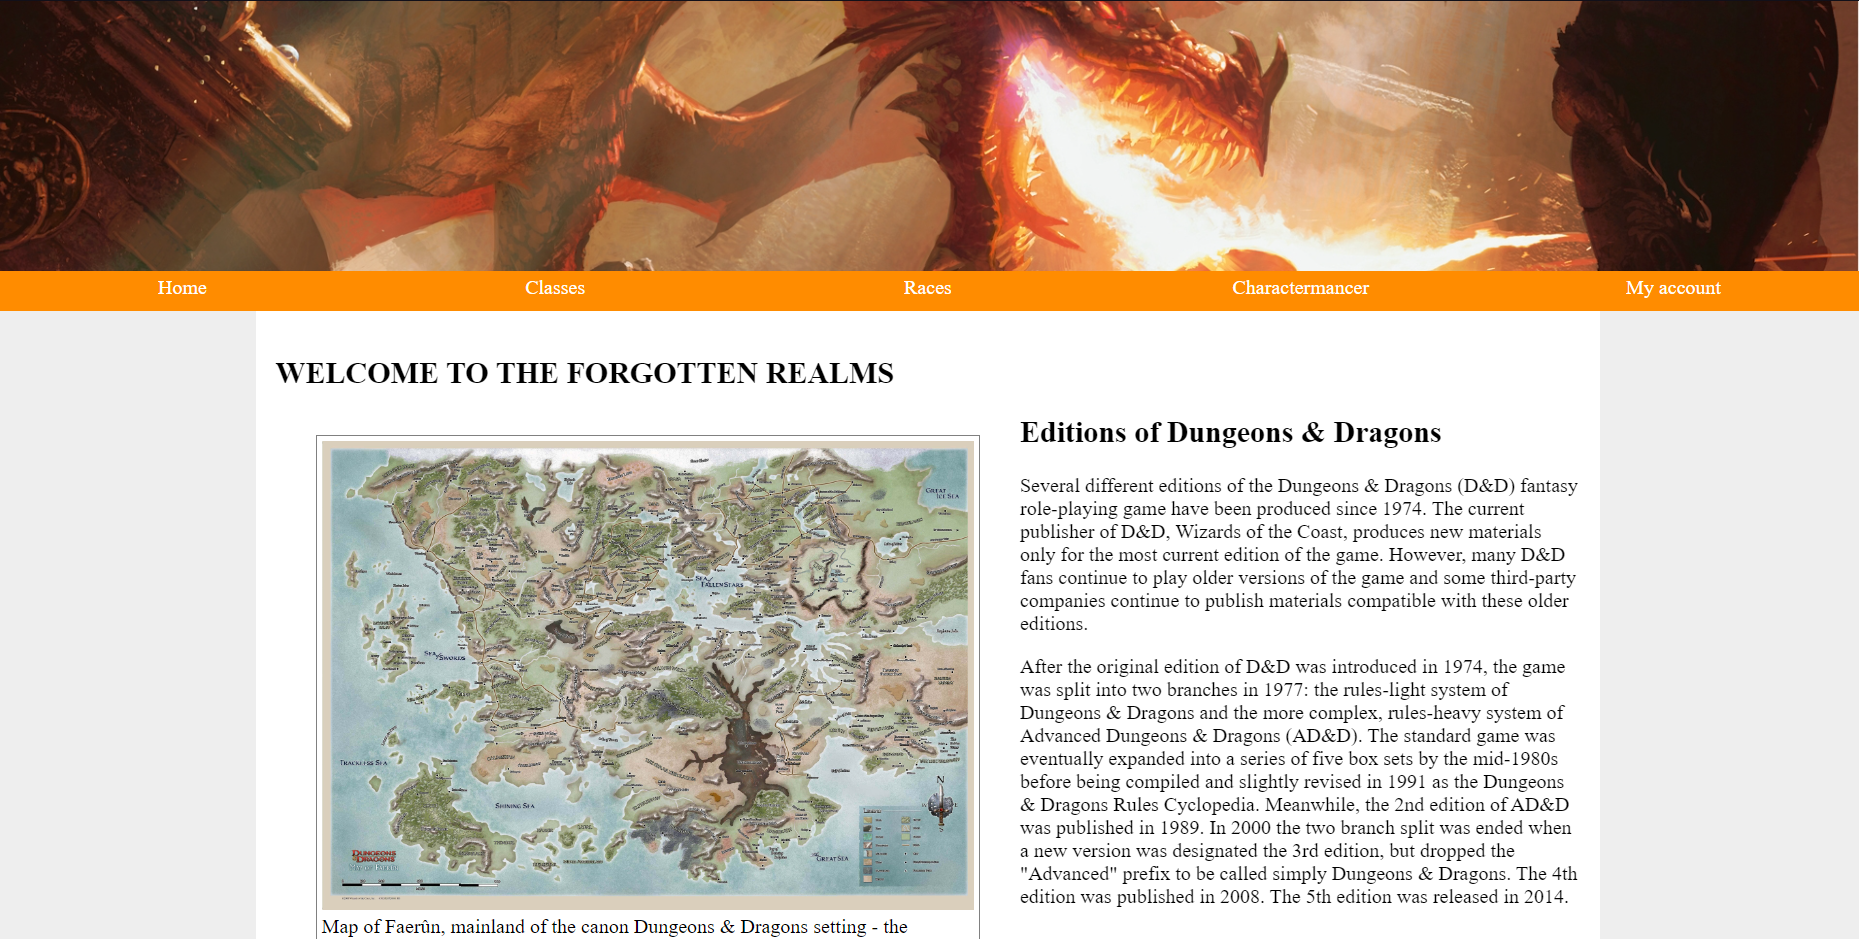 Home Classes Races Charactermancer My account
WELCOME TO THE FORGOTTEN REALMS
GREAT
ICE SEA
SEA of
FALLEN STARS
SEA of SWORDS
TRACKLESS SEA
SHINING SEA
GREAT SEA
N
DUNGEONS
& DRAGONS
Map of Faerûn, mainland of the canon Dungeons & Dragons setting - the
Editions of Dungeons & Dragons
Several different editions of the Dungeons & Dragons (D&D) fantasy
role-playing game have been produced since 1974. The current
publisher of D&D, Wizards of the Coast, produces new materials
only for the most current edition of the game. However, many D&D
fans continue to play older versions of the game and some third-party
companies continue to publish materials compatible with these older
editions.
After the original edition of D&D was introduced in 1974, the game
was split into two branches in 1977: the rules-light system of
Dungeons & Dragons and the more complex, rules-heavy system of
Advanced Dungeons & Dragons (AD&D). The standard game was
eventually expanded into a series of five box sets by the mid-1980s
before being compiled and slightly revised in 1991 as the Dungeons
& Dragons Rules Cyclopedia. Meanwhile, the 2nd edition of AD&D
was published in 1989. In 2000 the two branch split was ended when
a new version was designated the 3rd edition, but dropped the
"Advanced" prefix to be called simply Dungeons & Dragons. The 4th
edition was published in 2008. The 5th edition was released in 2014.